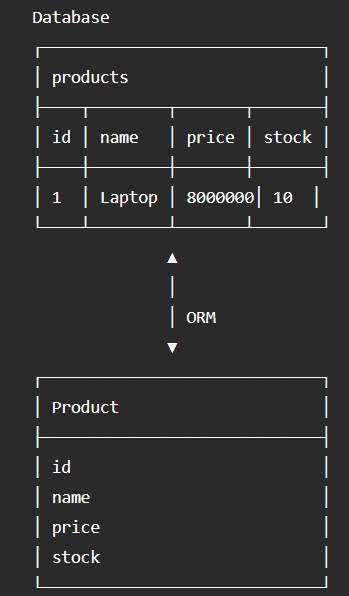 Database
products
id name price stock
1 Laptop 8000000 10
ORM
Product
id
name
price
stock